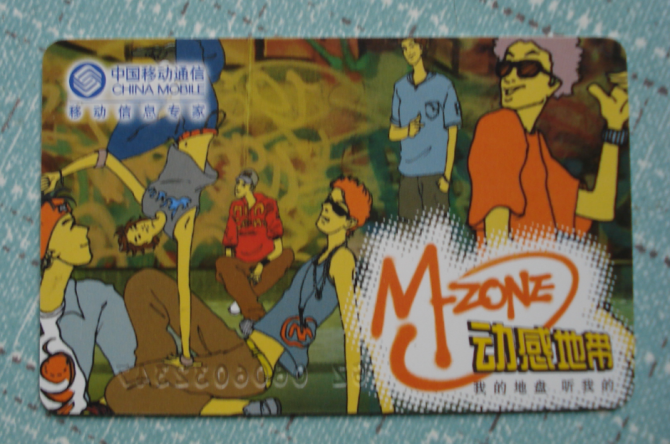 中国移动通信
CHINA MOBILE
移动信息专家
M-ZONE
动感地带
我的地盘 听我的